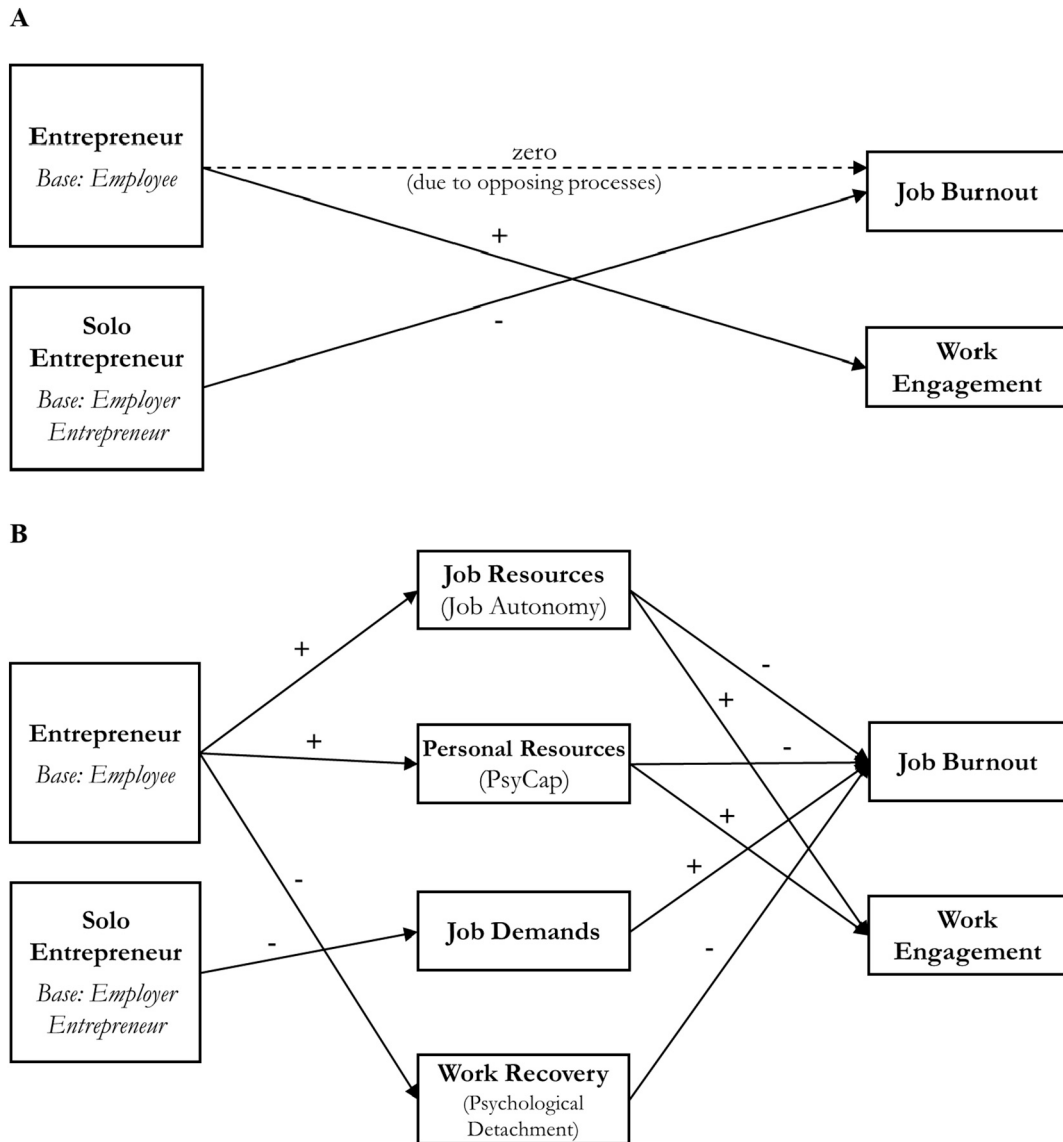 A
Entrepreneur
Base: Employee
zero
(due to opposing processes)
Job Burnout
+
-
Solo
Entrepreneur
Base: Employer
Entrepreneur
Work
Engagement
B
Job Resources
(Job Autonomy)
+
-
+
Entrepreneur
Base: Employee
+
Personal Resources
(PsyCap)
-
Job Burnout
+
+
-
Solo
Entrepreneur
Base: Employer
Entrepreneur
-
Job Demands
-
Work
Engagement
Work Recovery
(Psychological
Detachment)